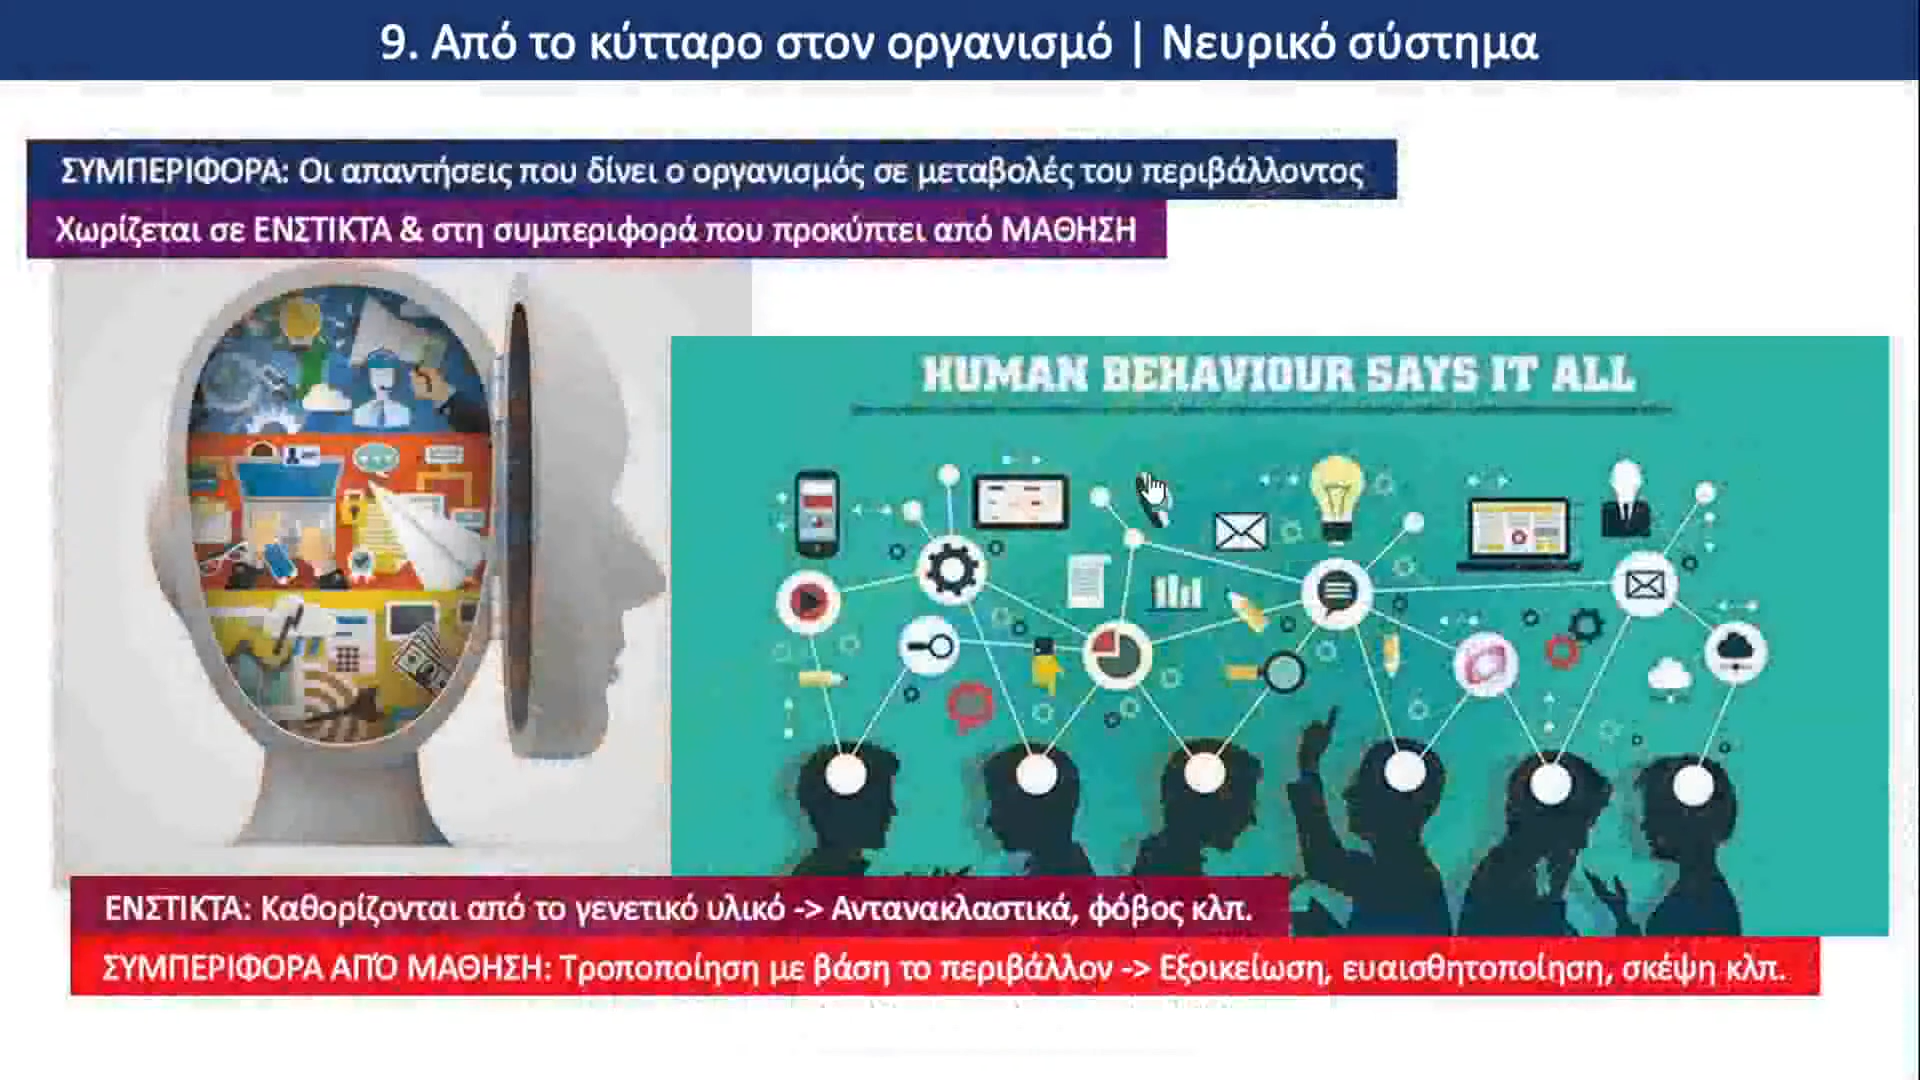 9. Από το κύτταρο στον οργανισμό | Νευρικό σύστημα
ΣΥΜΠΕΡΙΦΟΡΑ: Οι απαντήσεις που δίνει ο οργανισμός σε μεταβολές του περιβάλλοντος
Χωρίζεται σε ΕΝΣΤΙΚΤΑ & στη συμπεριφορά που προκύπτει από ΜΑΘΗΣΗ
HUMAN BEHAVIOUR SAYS IT ALL
ΕΝΣΤΙΚΤΑ: Καθορίζονται από το γενετικό υλικό -> Αντανακλαστικά, φόβος κλπ.
ΣΥΜΠΕΡΙΦΟΡΑ ΑΠΌ ΜΑΘΗΣΗ: Τροποποίηση με βάση το περιβάλλον -> Εξοικείωση, ευαισθητοποίηση, σκέψη κλπ.